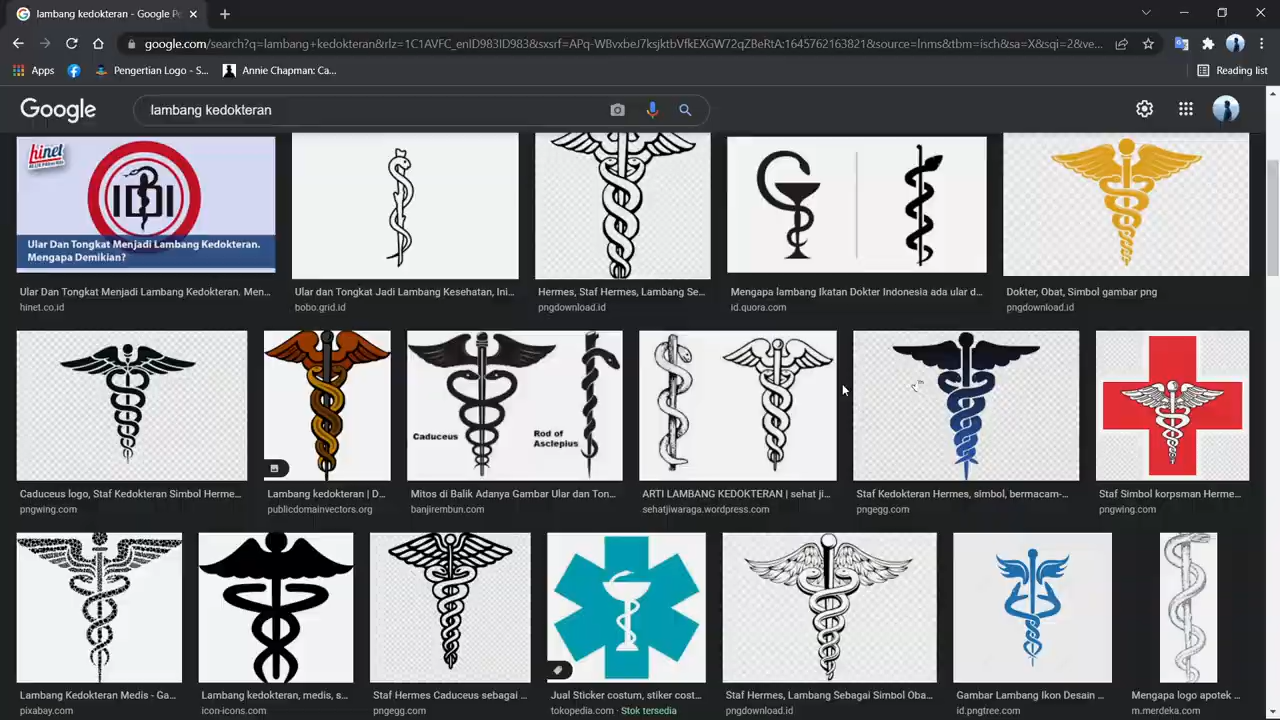 lambang kedokteran - Google Pe
google.com/search?q=lambang+kedokteran&rlz=1C1AVFC_enID983ID983&sxsrf=APq-WBvxbeJ7ksjktbVfkEXGW72qZBeRtA:1645762163821&source=lnms&tbm=isch&sa=X&sqi=2&ve...
Apps
Pengertian Logo - S...
Annie Chapman: Ca...
Reading list
Google
lambang kedokteran
hinet
IDI
Ular Dan Tongkat Menjadi Lambang Kedokteran.
Mengapa Demikian?
Ular Dan Tongkat Menjadi Lambang Kedokteran. Men...
hinet.co.id
Ular dan Tongkat Jadi Lambang Kesehatan, Ini...
bobo.grid.id
Hermes, Staf Hermes, Lambang Se...
pngdownload.id
Mengapa lambang Ikatan Dokter Indonesia ada ular d...
id.quora.com
Dokter, Obat, Simbol gambar png
pngdownload.id
Caduceus
Rod of
Asclepius
Caduceus logo, Staf Kedokteran Simbol Herme...
pngwing.com
Lambang kedokteran | D...
publicdomainvectors.org
Mitos di Balik Adanya Gambar Ular dan Ton...
banjirembun.com
ARTI LAMBANG KEDOKTERAN | sehat ji...
sehatjiwaraga.wordpress.com
Staf Kedokteran Hermes, simbol, bermacam-...
pngegg.com
Staf Simbol korpsman Herme...
pngwing.com
Lambang Kedokteran Medis - Ga...
pixabay.com
Lambang kedokteran, medis, s...
icon-icons.com
Staf Hermes Caduceus sebagai ...
pngegg.com
Jual Sticker costum, stiker cost...
tokopedia.com · Stok tersedia
Staf Hermes, Lambang Sebagai Simbol Oba...
pngdownload.id
Gambar Lambang Ikon Desain ...
id.pngtree.com
Mengapa logo apotek ...
m.merdeka.com